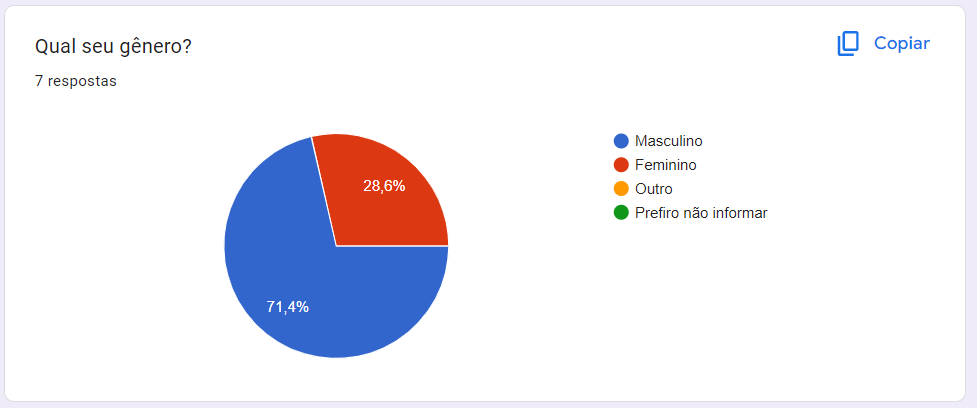 Qual seu gênero?
Copiar
7 respostas
28,6%
71,4%
Masculino
Feminino
Outro
Prefiro não informar